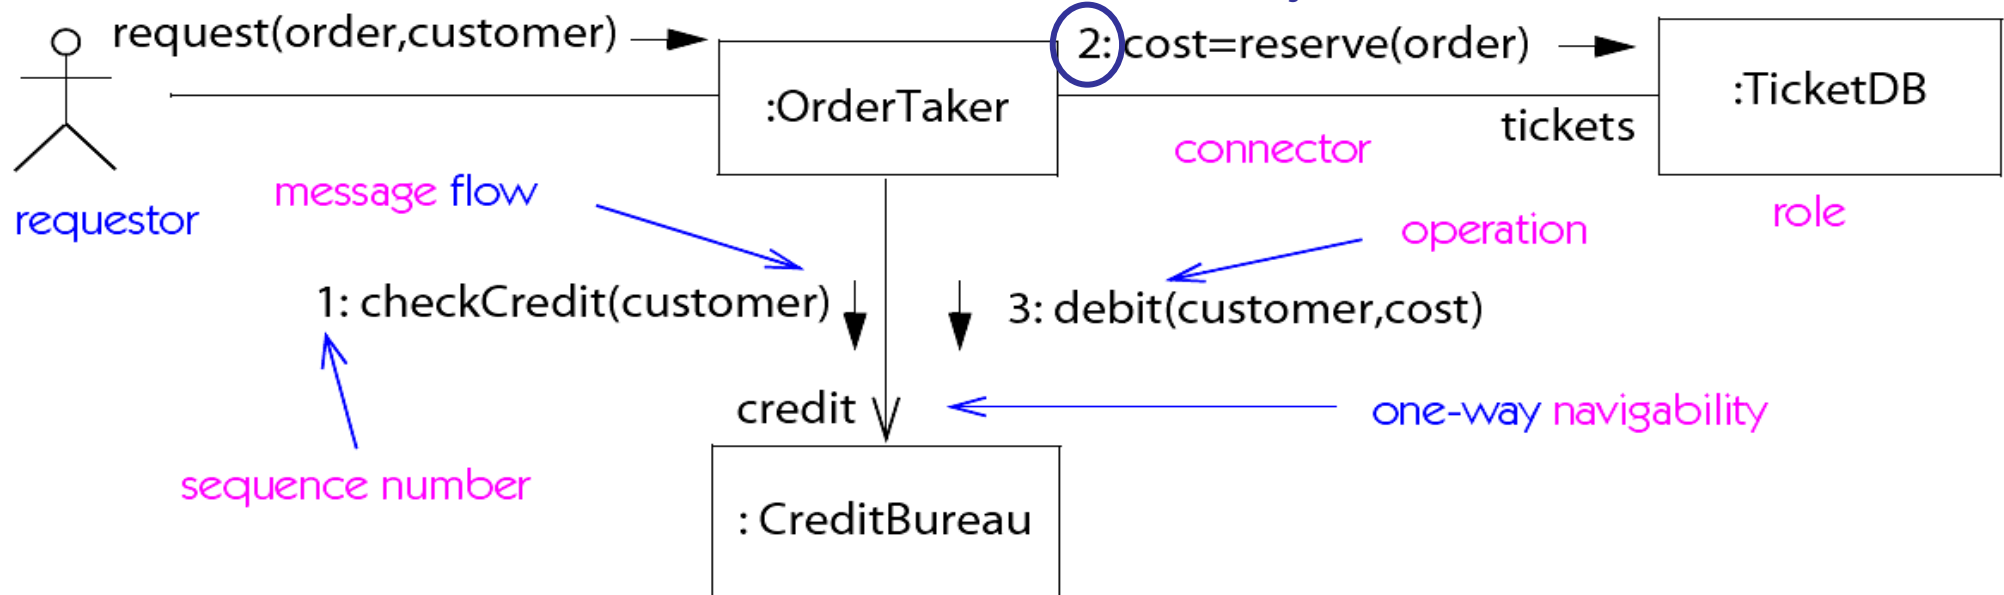 request(order,customer)
2: cost=reserve(order)
:OrderTaker
:TicketDB
tickets
connector
message flow
requestor
role
operation
1: checkCredit(customer)
3: debit(customer,cost)
credit
one-way navigability
sequence number
: CreditBureau